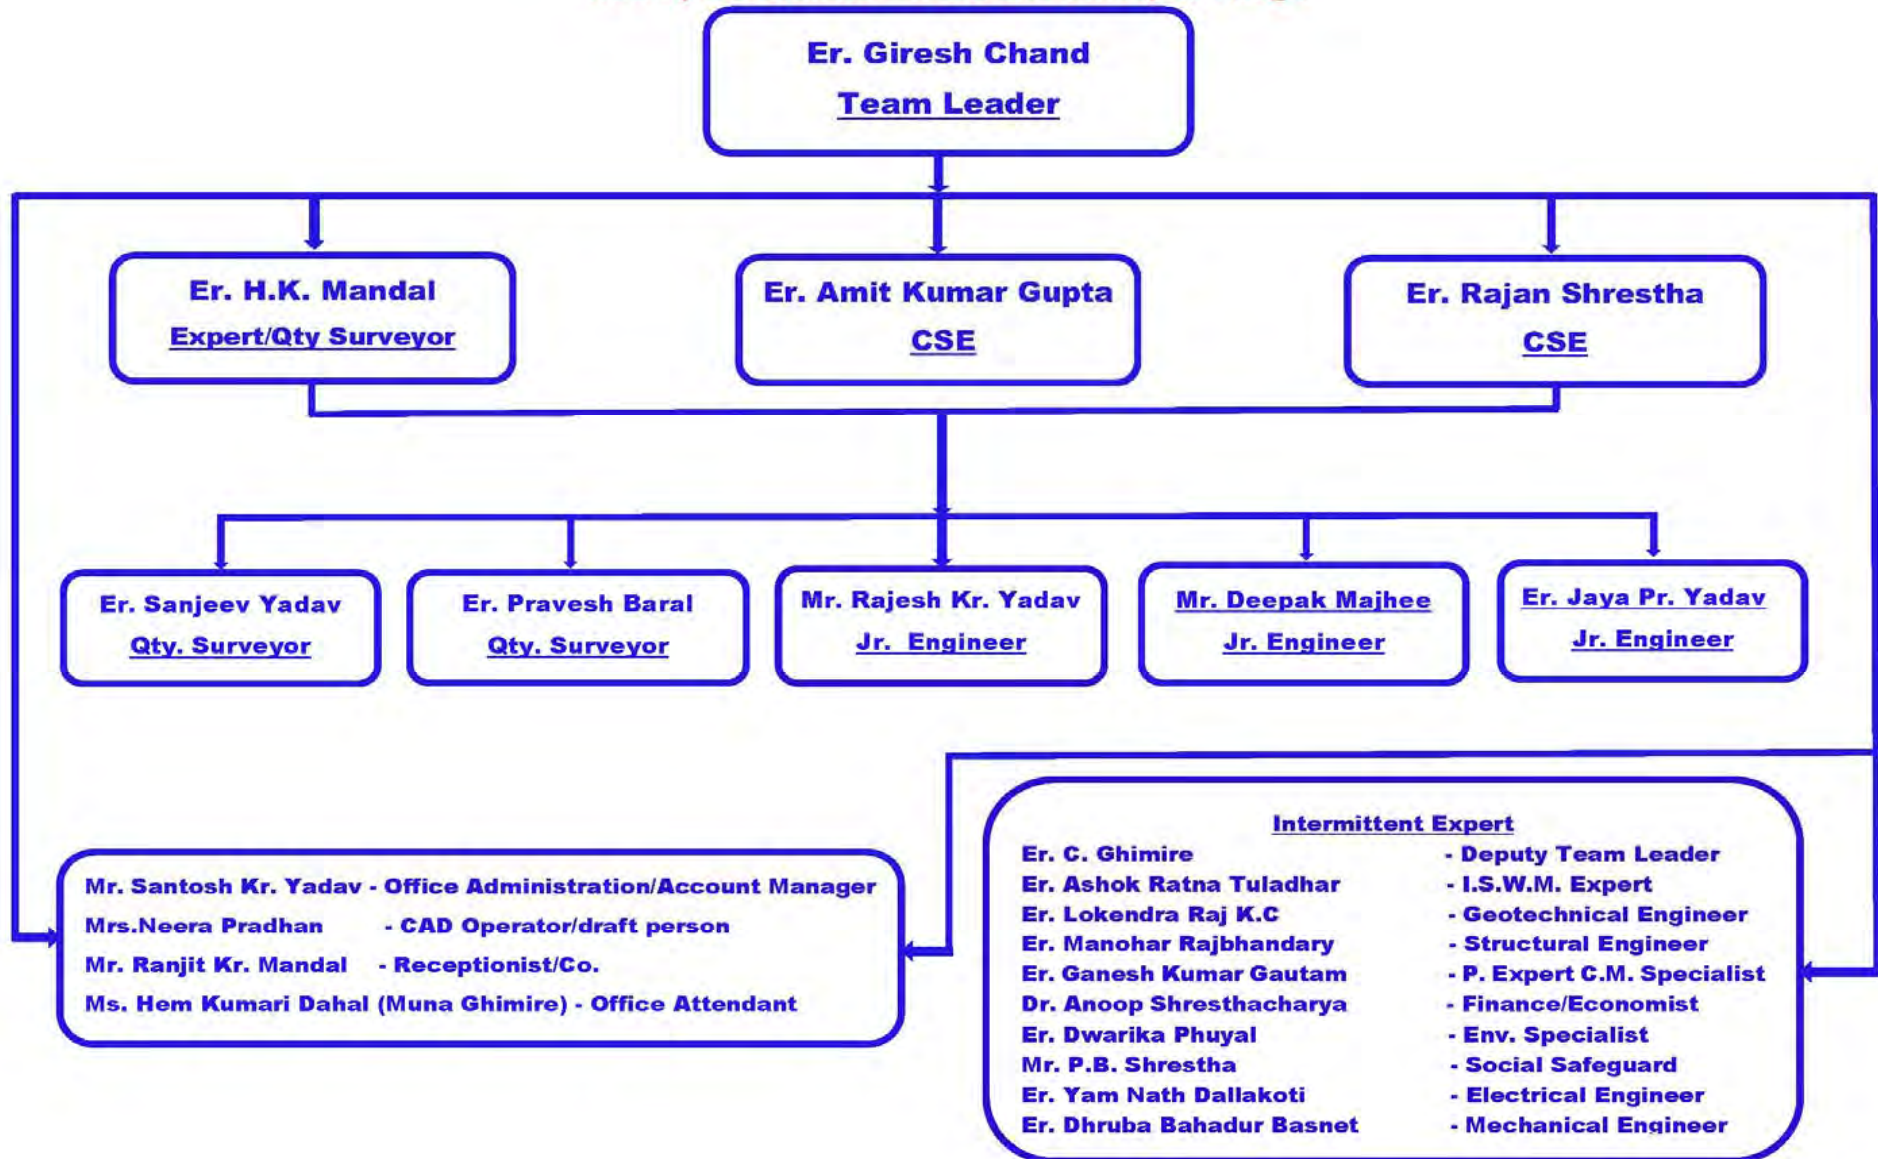 Er. Giresh Chand
Team Leader
Er. H.K. Mandal
Expert/Qty Surveyor
Er. Amit Kumar Gupta
CSE
Er. Rajan Shrestha
CSE
Er. Sanjeev Yadav
Qty. Surveyor
Er. Pravesh Baral
Qty. Surveyor
Mr. Rajesh Kr. Yadav
Jr. Engineer
Mr. Deepak Majhee
Jr. Engineer
Er. Jaya Pr. Yadav
Jr. Engineer
Mr. Santosh Kr. Yadav - Office Administration/Account Manager
Mrs.Neera Pradhan - CAD Operator/draft person
Mr. Ranjit Kr. Mandal - Receptionist/Co.
Ms. Hem Kumari Dahal (Muna Ghimire) - Office Attendant
Intermittent Expert
Er. C. Ghimire - Deputy Team Leader
Er. Ashok Ratna Tuladhar - I.S.W.M. Expert
Er. Lokendra Raj K.C - Geotechnical Engineer
Er. Manohar Rajbhandary - Structural Engineer
Er. Ganesh Kumar Gautam - P. Expert C.M. Specialist
Dr. Anoop Shresthacharya - Finance/Economist
Er. Dwarika Phuyal - Env. Specialist
Mr. P.B. Shrestha - Social Safeguard
Er. Yam Nath Dallakoti - Electrical Engineer
Er. Dhruba Bahadur Basnet - Mechanical Engineer